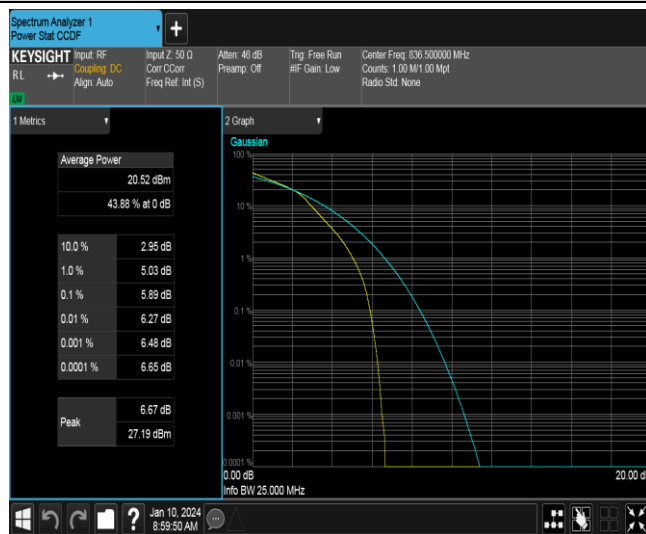 Spectrum Analyzer 1
Power Stat CCDF
KEYSIGHT
RL
Input: RF
Coupling: DC
Align: Auto
Input Z: 50 Ω
Corr CCorr
Freq Ref: Int (S)
Atten: 46 dB
Preamp: Off
Trig: Free Run
#IF Gain: Low
Center Freq: 836.500000 MHz
Counts: 1.00 M/1.00 Mpt
Radio Std: None
1 Metrics
Average Power
20.52 dBm
43.88 % at 0 dB
10.0 % 2.95 dB
1.0 % 5.03 dB
0.1 % 5.89 dB
0.01 % 6.27 dB
0.001 % 6.48 dB
0.0001 % 6.65 dB
Peak
6.67 dB
27.19 dBm
2 Graph
Gaussian
100 %
10 %
1 %
0.1 %
0.01 %
0.001 %
0.0001 %
0.00 dB
20.00 d
Info BW 25.000 MHz
Jan 10, 2024
8:59:50 AM